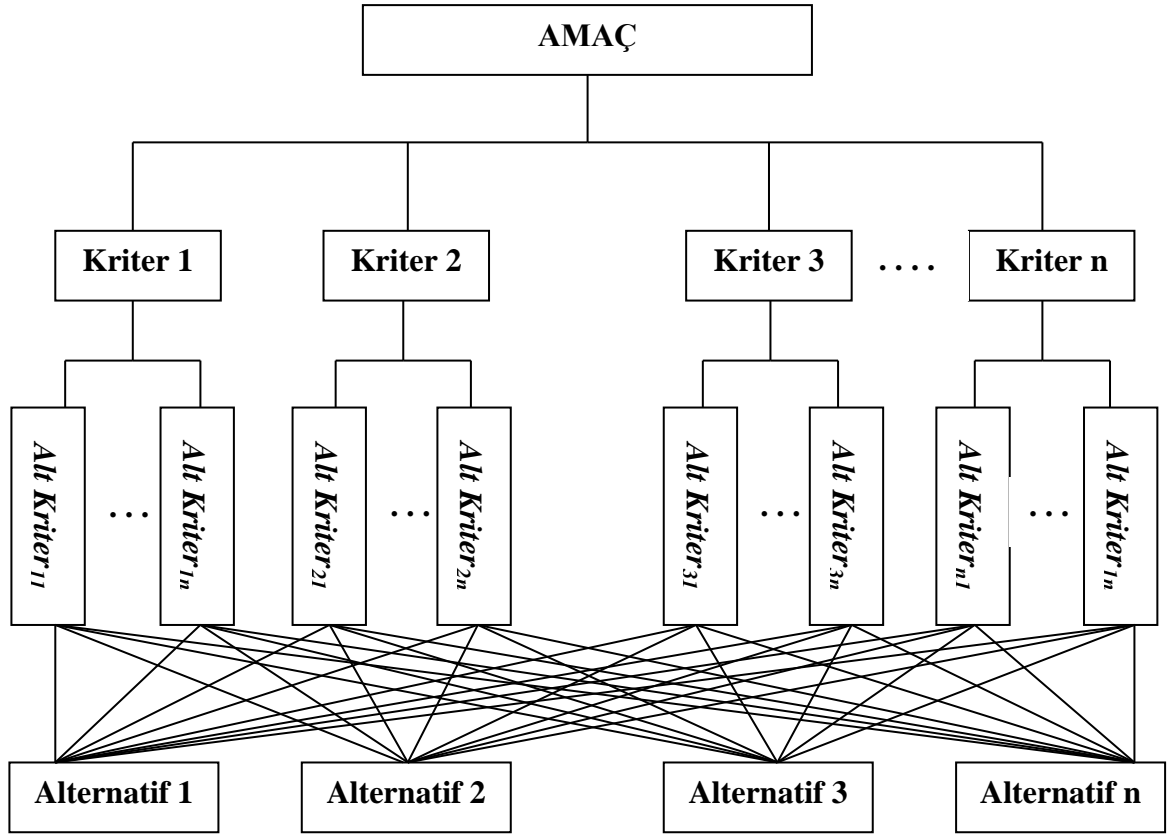 AMAÇ
Kriter 1
Kriter 2
Kriter 3
. . . .
Kriter n
Alt Kriter11
. . .
Alt Kriter1n
Alt Kriter21
. . .
Alt Kriter2n
Alt Kriter31
. . .
Alt Kriter3n
Alt Kritern1
. . .
Alt Kriter1n
Alternatif 1
Alternatif 2
Alternatif 3
Alternatif n